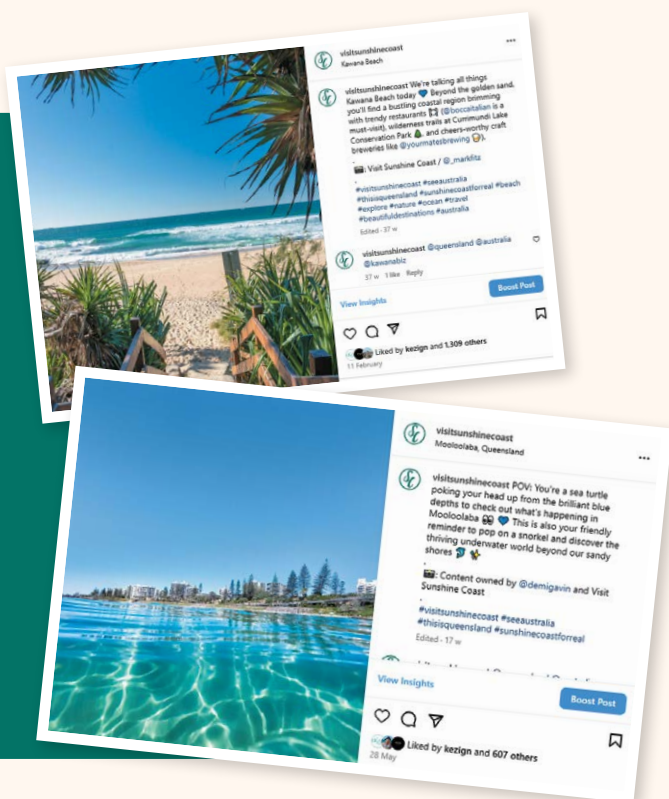 visitsunshinecoast
Kawana Beach
visitsunshinecoast We're talking all things
Kawana Beach today 💙 Beyond the golden sand,
you'll find a bustling coastal region brimming
with trendy restaurants 🍽️ (@boccaitalian is a
must-visit), wilderness trails at Currimundi Lake
Conservation Park 🌲, and cheers-worthy craft
breweries like @yourmatesbrewing 🍺).
.
📷: Visit Sunshine Coast / @_markfitz
.
#visitsunshinecoast #seeaustralia
#thisisqueensland #sunshinecoastforreal #beach
#explore #nature #ocean #travel
#beautifuldestinations #australia
Edited · 37 w
visitsunshinecoast @queensland @australia
@kawanabiz
37 w 1 like Reply
View Insights
Boost Post
Liked by kezign and 1,309 others
11 February
visitsunshinecoast
Mooloolaba, Queensland
visitsunshinecoast POV: You're a sea turtle
poking your head up from the brilliant blue
depths to check out what's happening in
Mooloolaba 👀 💙 This is also your friendly
reminder to pop on a snorkel and discover the
thriving underwater world beyond our sandy
shores
.
📷: Content owned by @demigavin and Visit
Sunshine Coast
.
#visitsunshinecoast #seeaustralia
#thisisqueensland #sunshinecoastforreal
Edited · 17 w
View Insights
Boost Post
Liked by kezign and 607 others
28 May